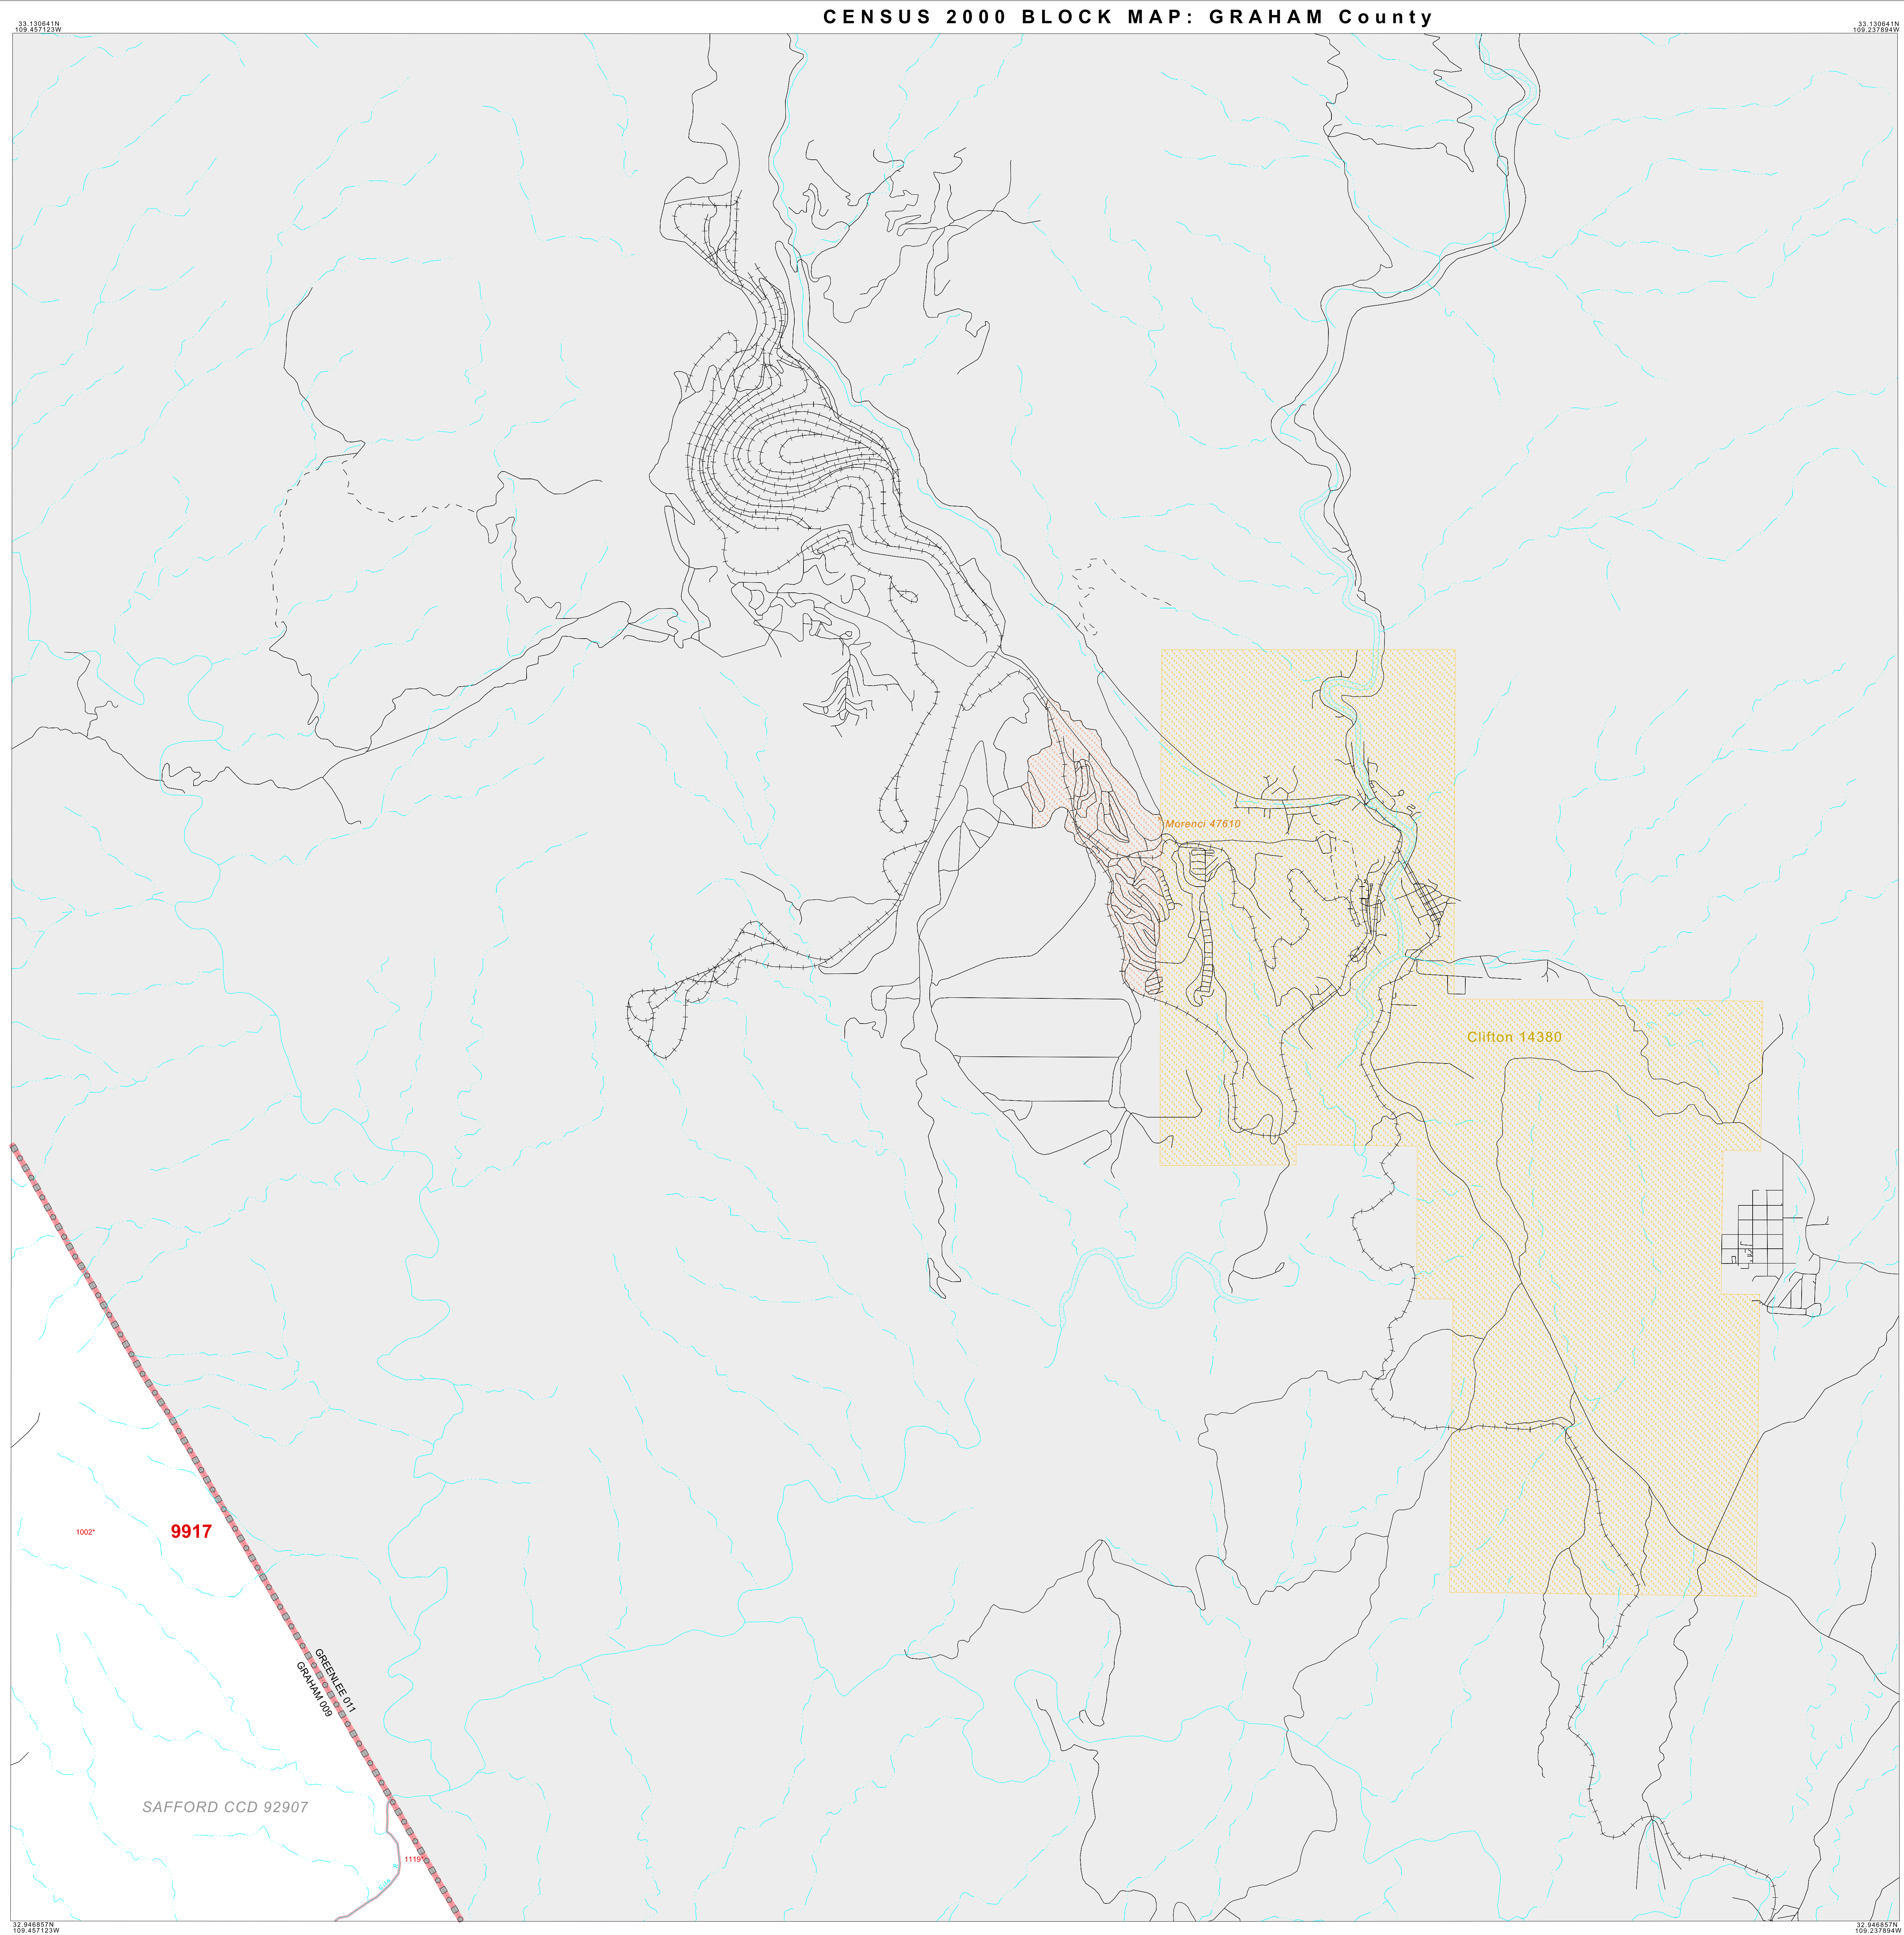 CENSUS 2000 BLOCK MAP: GRAHAM County
33.130641N
109.457123W
33.130641N
109.237894W
Morenci 47610
Clifton 14380
1002*
9917
GREENLEE 011
GRAHAM 009
SAFFORD CCD 92907
1119*
Gila R
32.946857N
109.457123W
32.946857N
109.237894W